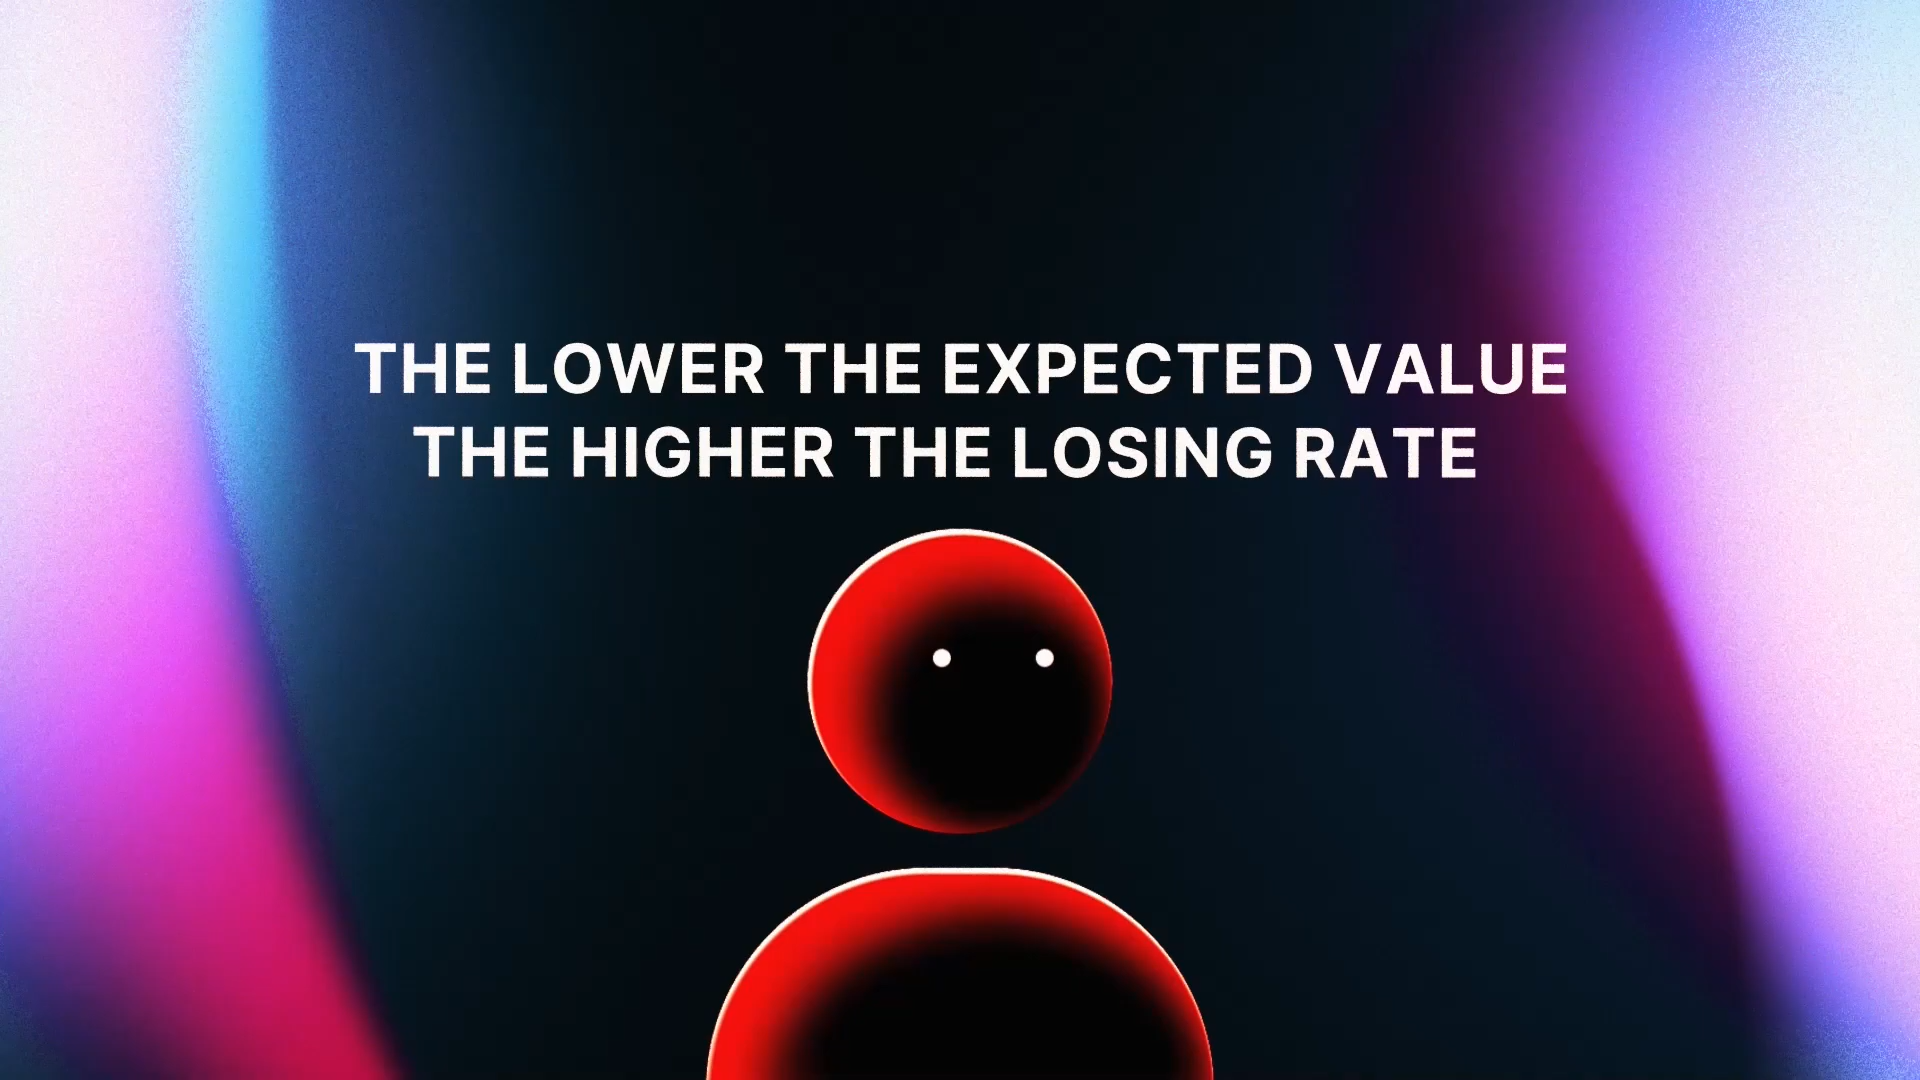 THE LOWER THE EXPECTED VALUE
THE HIGHER THE LOSING RATE